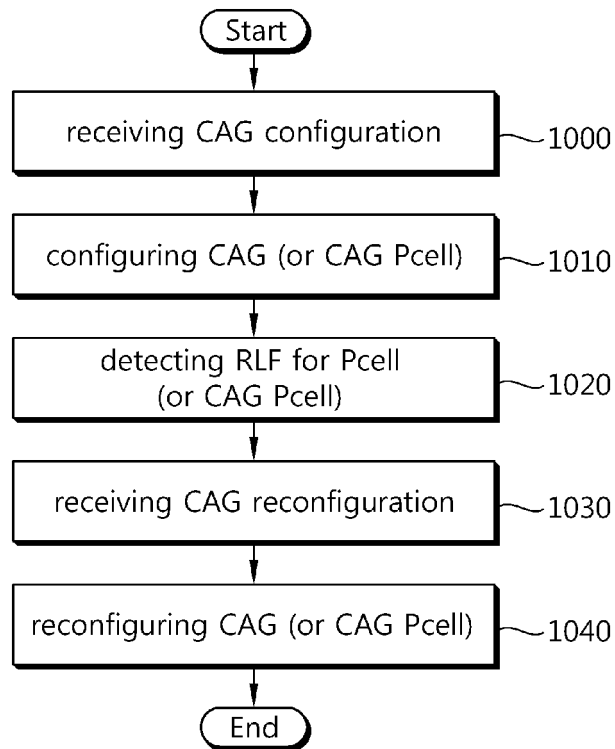 Start
receiving CAG configuration
1000
configuring CAG (or CAG Pcell)
1010
detecting RLF for Pcell
(or CAG Pcell)
1020
receiving CAG reconfiguration
1030
reconfiguring CAG (or CAG Pcell)
1040
End